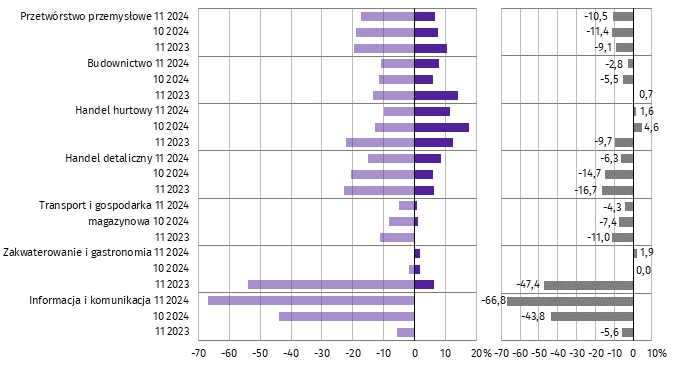 Przetwórstwo przemysłowe 11 2024 -10,5
10 2024 -11,4
11 2023 -9,1
Budownictwo 11 2024 -2,8
10 2024 -5,5
11 2023 0,7
Handel hurtowy 11 2024 1,6
10 2024 4,6
11 2023 -9,7
Handel detaliczny 11 2024 -6,3
10 2024 -14,7
11 2023 -16,7
Transport i gospodarka 11 2024 -4,3
magazynowa 10 2024 -7,4
11 2023 -11,0
Zakwaterowanie i gastronomia 11 2024 1,9
10 2024 0,0
11 2023 -47,4
Informacja i komunikacja 11 2024 -66,8
10 2024 -43,8
11 2023 -5,6
-70 -60 -50 -40 -30 -20 -10 0 10 20% -70 -60 -50 -40 -30 -20 -10 0 10%